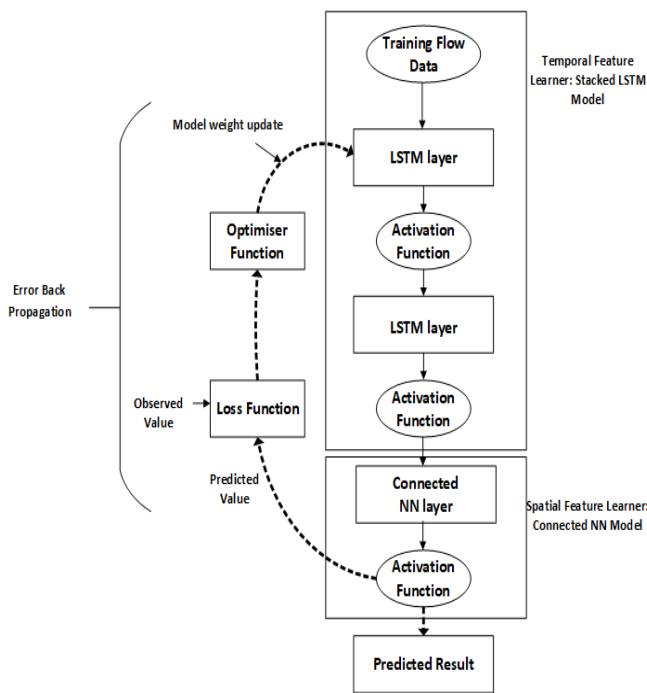 Training Flow
Data
Temporal Feature
Learner: Stacked LSTM
Model
Model weight update
LSTM layer
Optimiser
Function
Activation
Function
Error Back
Propagation
LSTM layer
Observed
Value
Loss Function
Activation
Function
Predicted
Value
Connected
NN layer
Spatial Feature Learner:
Connected NN Model
Activation
Function
Predicted Result